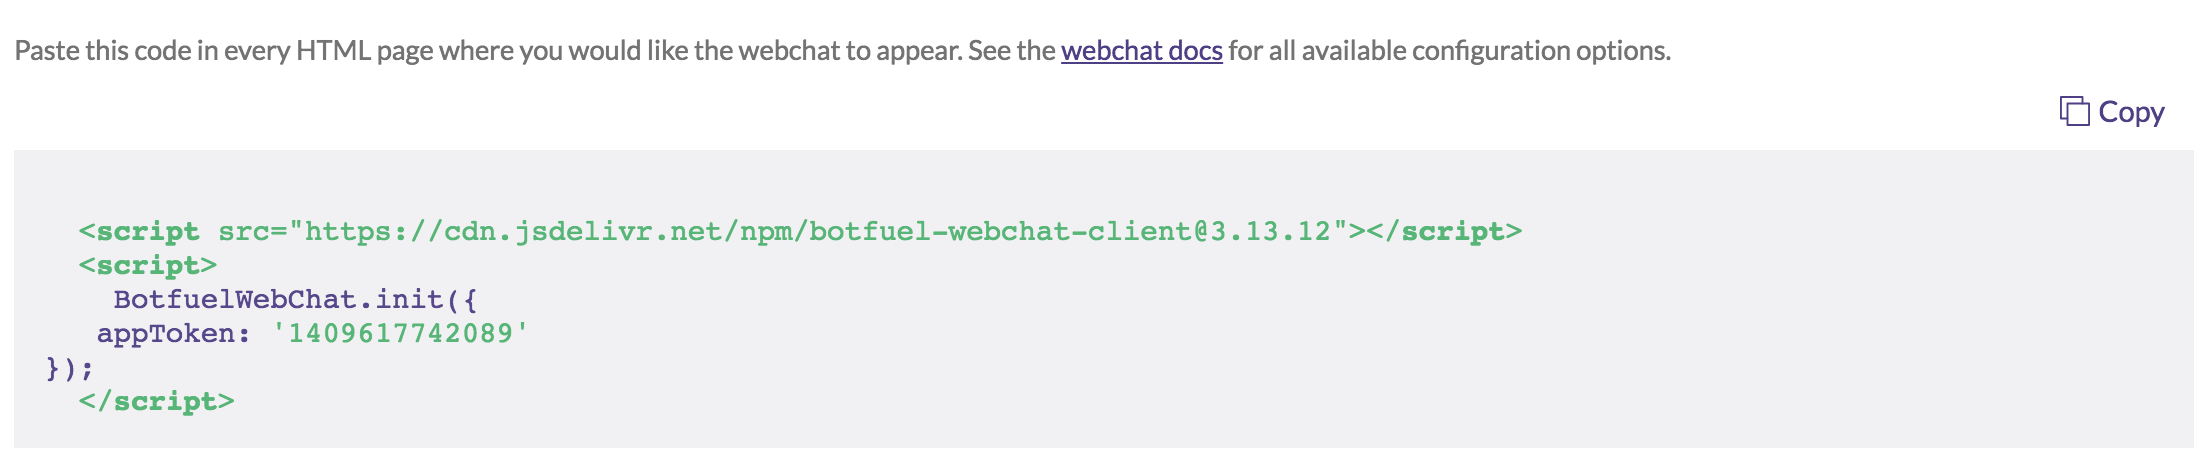 Paste this code in every HTML page where you would like the webchat to appear. See the webchat docs for all available configuration options.
Copy
<script src="https://cdn.jsdelivr.net/npm/botfuel-webchat-client@3.13.12"></script>
<script>
BotfuelWebChat.init({
appToken: '1409617742089'
});
</script>